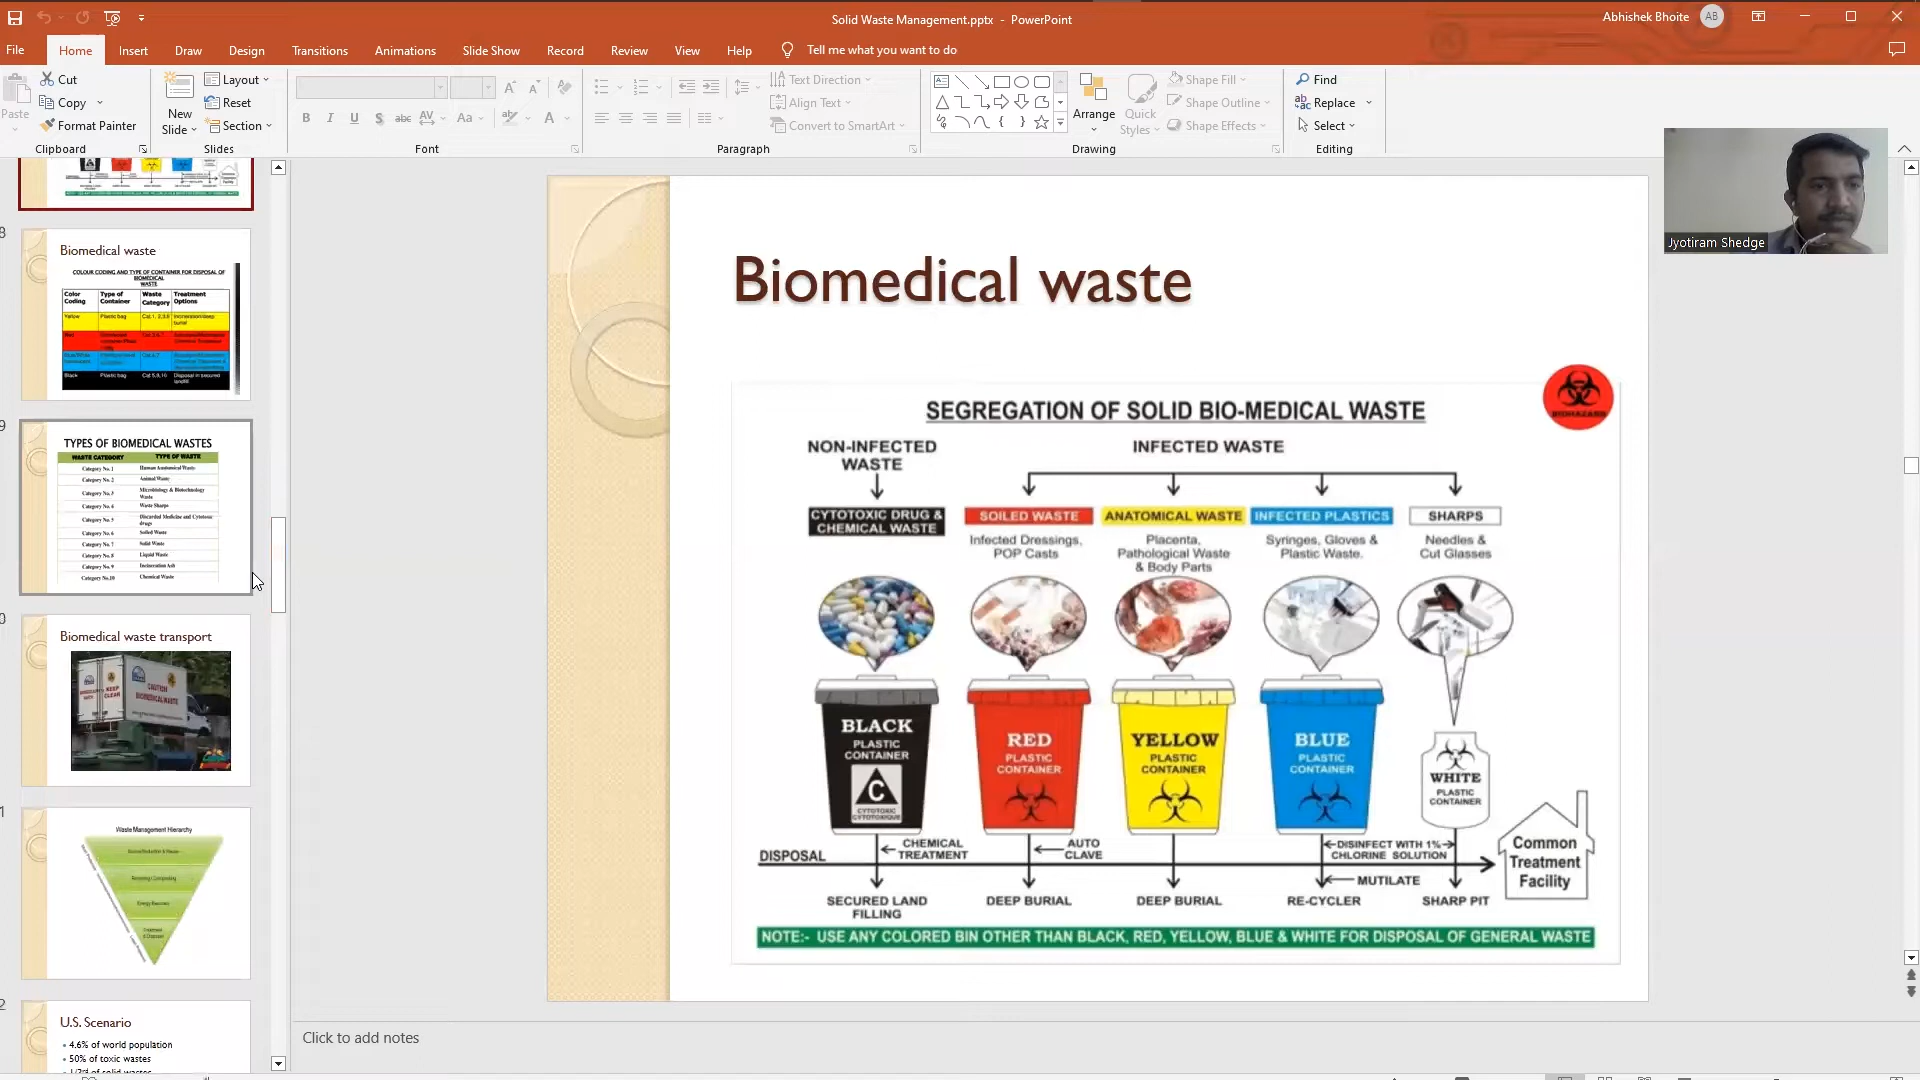 Solid Waste Management.pptx - PowerPoint
Abhishek Bhoite
AB
File
Home
Insert
Draw
Design
Transitions
Animations
Slide Show
Record
Review
View
Help
Tell me what you want to do
Paste
Cut
Copy
Format Painter
Clipboard
New
Slide
Layout
Reset
Section
Slides
B I U S abc AV Aa A
Font
Text Direction
Align Text
Convert to SmartArt
Paragraph
Arrange
Quick
Styles
Shape Fill
Shape Outline
Shape Effects
Drawing
Find
Replace
Select
Editing
Jyotiram Shedge
8
Biomedical waste
COLOUR CODING AND TYPE OF CONTAINER FOR DISPOSAL OF
BIOMEDICAL
WASTE
Color
Coding
Type of
Container
Waste
Category
Treatment
Options
Yellow
Plastic bag
Incineration/deep
burial
Red
Black
Plastic bag
Cat 5,9,10
Disposal in secured
landfill
9
TYPES OF BIOMEDICAL WASTES
WASTE CATEGORY TYPE OF WASTE
Category No.1 Human Anatomical Waste
Category No. 2 Animal Waste
Category No. 3 Microbiology & Biotechnology
Waste
Category No. 4 Waste Sharps
Category No. 5 Discarded Medicine and Cytotoxic
drugs
Category No. 6 Soiled Waste
Category No. 7 Solid Waste
Category No. 8 Liquid Waste
Category No. 9 Incineration Ash
Category No.10 Chemical Waste
0
Biomedical waste transport
KEEP
CLEAR
CAUTION
BIOMEDICAL WASTE
1
Waste Management Hierarchy
2
U.S. Scenario
• 4.6% of world population
• 50% of toxic wastes
• 1/3rd of solid wastes
Biomedical waste
BIOHAZARD
SEGREGATION OF SOLID BIO-MEDICAL WASTE
NON-INFECTED
WASTE
INFECTED WASTE
CYTOTOXIC DRUG &
CHEMICAL WASTE
SOILED WASTE
Infected Dressings,
POP Casts
ANATOMICAL WASTE
Placenta,
Pathological Waste
& Body Parts
INFECTED PLASTICS
Syringes, Gloves &
Plastic Waste.
SHARPS
Needles &
Cut Glasses
BLACK
PLASTIC
CONTAINER
C
CYTOTOXIC
CYTOTOXIQUE
RED
PLASTIC
CONTAINER
YELLOW
PLASTIC
CONTAINER
BLUE
PLASTIC
CONTAINER
WHITE
PLASTIC
CONTAINER
DISPOSAL
CHEMICAL
TREATMENT
AUTO
CLAVE
DISINFECT WITH 1%
CHLORINE SOLUTION
MUTILATE
Common
Treatment
Facility
SECURED LAND
FILLING
DEEP BURIAL
DEEP BURIAL
RE-CYCLER
SHARP PIT
NOTE:- USE ANY COLORED BIN OTHER THAN BLACK, RED, YELLOW, BLUE & WHITE FOR DISPOSAL OF GENERAL WASTE
Click to add notes